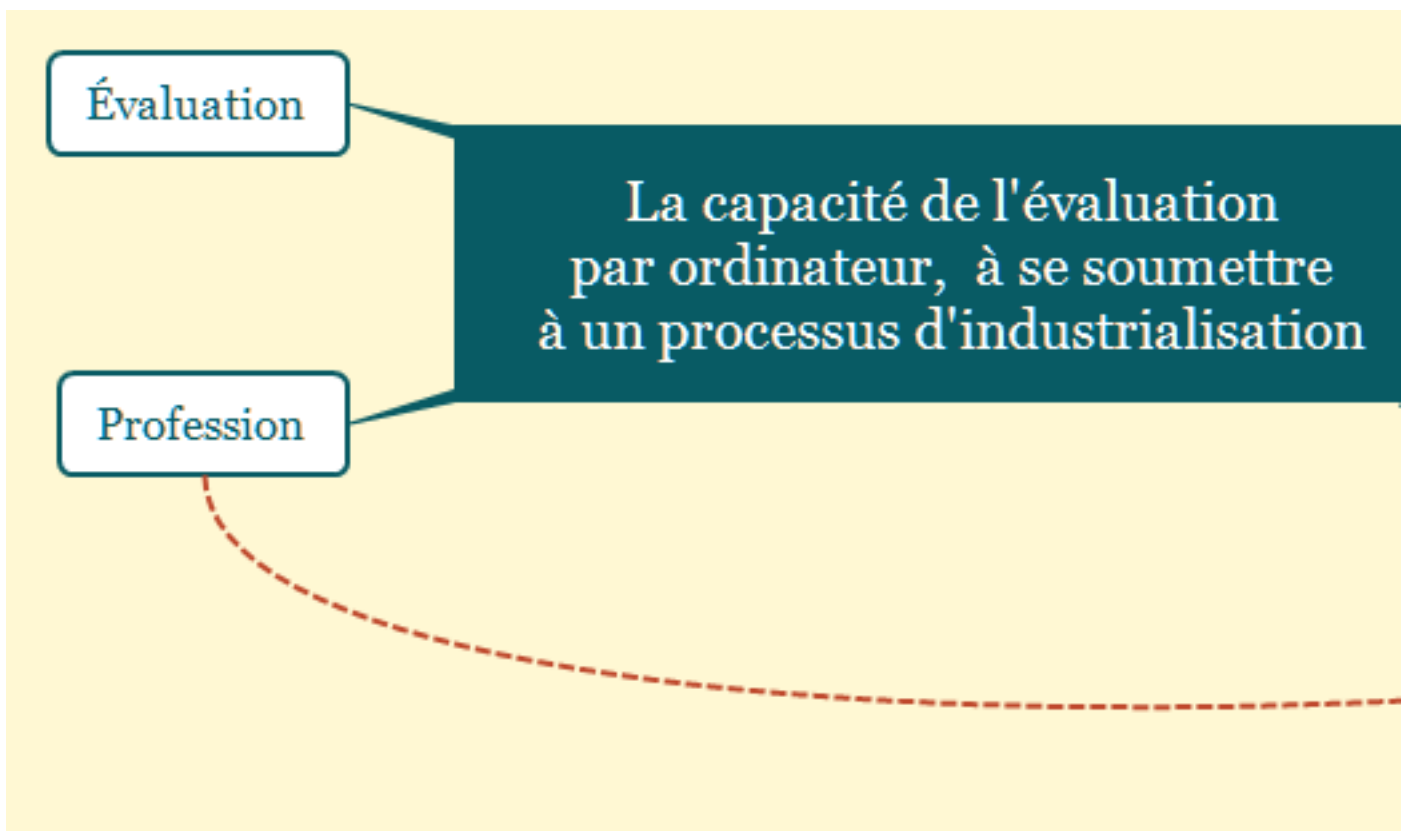 Évaluation
La capacité de l'évaluation
par ordinateur,  à se soumettre
à un processus d'industrialisation
Profession